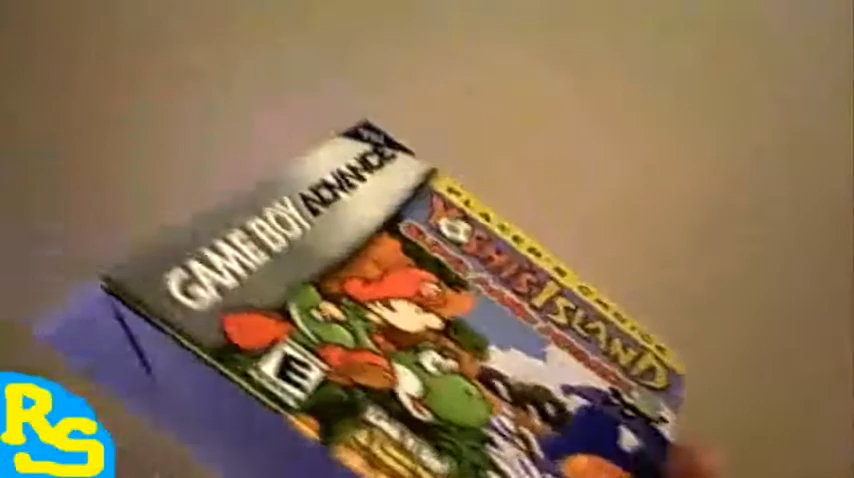 GAME BOY ADVANCE
PLAYER'S CHOICE
YOSHI'S ISLAND
E
RS